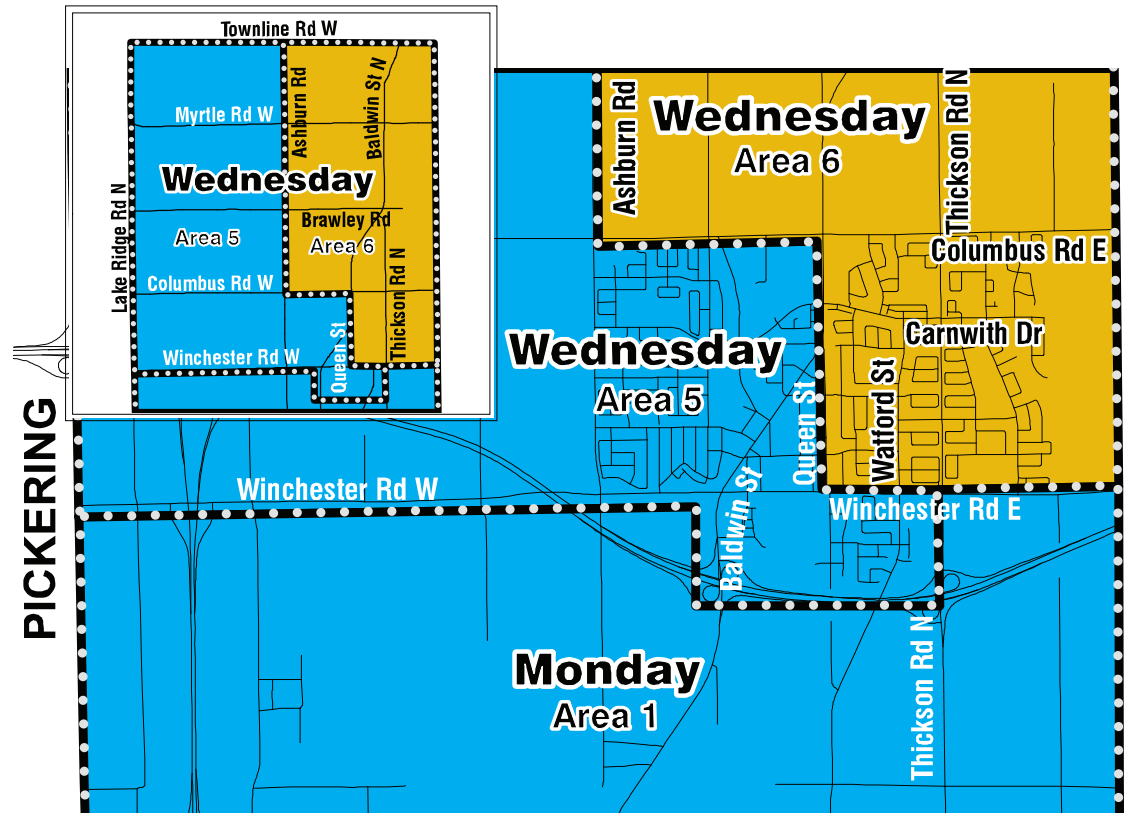 Townline Rd W
Ashburn Rd
Baldwin St N
Myrtle Rd W
Wednesday
Lake Ridge Rd N
Brawley Rd
Area 5
Area 6
Columbus Rd W
Thickson Rd N
Queen St
Winchester Rd W
Ashburn Rd
Wednesday
Area 6
Thickson Rd N
Columbus Rd E
Carnwith Dr
Wednesday
Area 5
Queen St
Watford St
PICKERING
Winchester Rd W
Baldwin St
Winchester Rd E
Monday
Area 1
Thickson Rd N